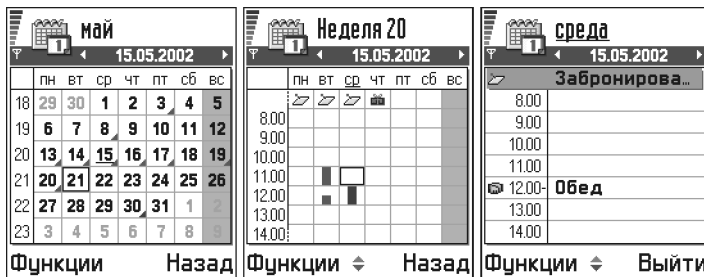 май
15.05.2002
пн вт ср чт пт сб вс
18 29 30 1 2 3 4 5
19 6 7 8 9 10 11 12
20 13 14 15 16 17 18 19
21 20 21 22 23 24 25 26
22 27 28 29 30 31 1 2
23 3 4 5 6 7 8 9
Функции Назад
Неделя 20
15.05.2002
пн вт ср чт пт сб вс
8.00
9.00
10.00
11.00
12.00
13.00
14.00
Функции Назад
среда
15.05.2002
Забронирова...
8.00
9.00
10.00
11.00
12.00- Обед
13.00
14.00
Функции Выйти